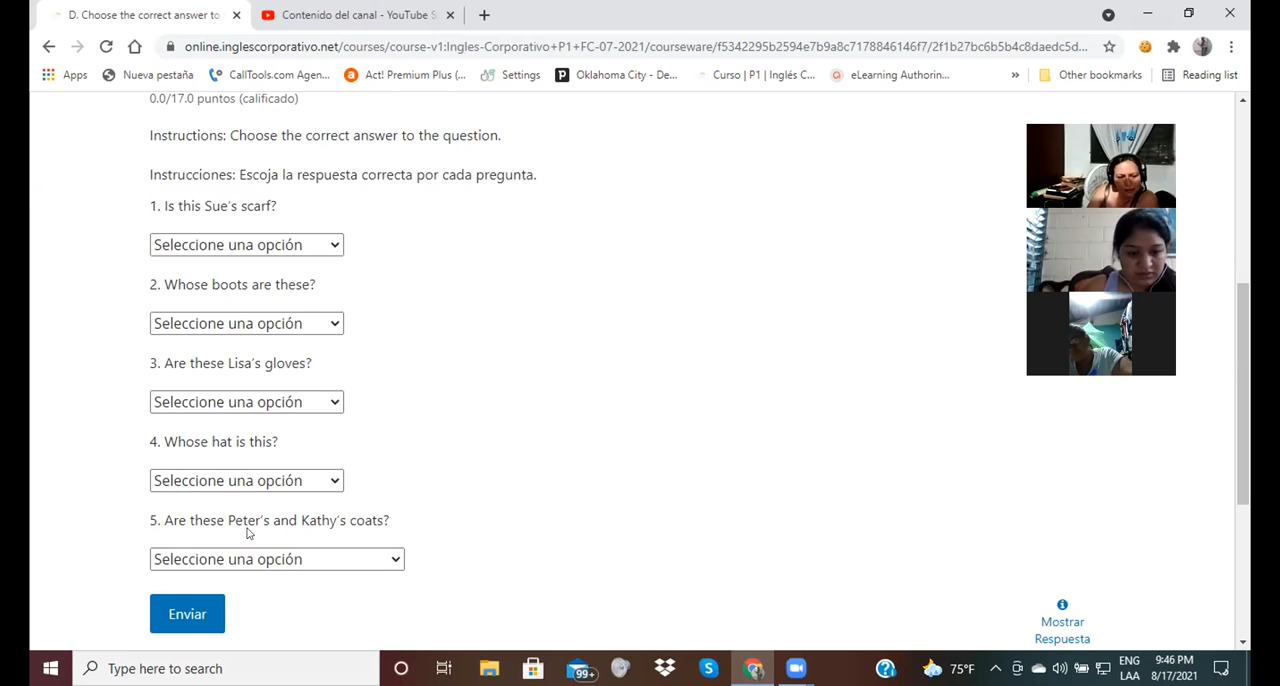 D. Choose the correct answer to
Contenido del canal - YouTube S
online.inglescorporativo.net/courses/course-v1:Ingles-Corporativo+P1+FC-07-2021/courseware/f5342295b2594e7b9a8c7178846146f7/2f1b27bc6b5b4c8daedc5d...
Apps
Nueva pestaña
CallTools.com Agen...
Act! Premium Plus (...
Settings
Oklahoma City - De...
Curso | P1 | Inglés C...
eLearning Authorin...
»
Other bookmarks
Reading list
0.0/17.0 puntos (calificado)
Instructions: Choose the correct answer to the question.
Instrucciones: Escoja la respuesta correcta por cada pregunta.
1. Is this Sue's scarf?
Seleccione una opción
2. Whose boots are these?
Seleccione una opción
3. Are these Lisa's gloves?
Seleccione una opción
4. Whose hat is this?
Seleccione una opción
5. Are these Peter's and Kathy's coats?
Seleccione una opción
Enviar
Mostrar
Respuesta
Type here to search
99+
75°F
ENG
LAA
9:46 PM
8/17/2021